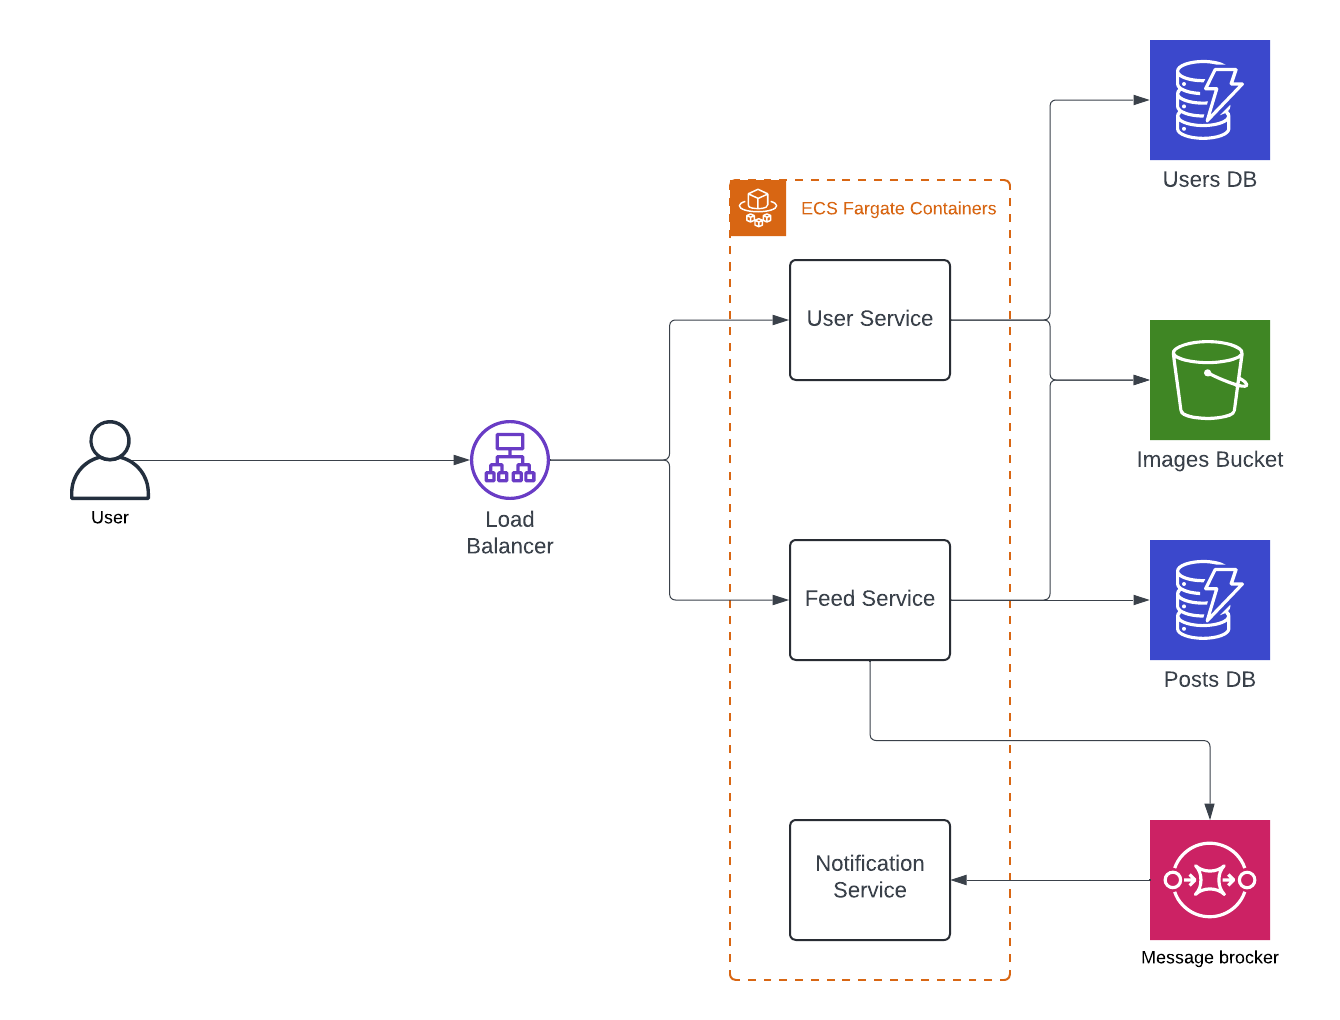 Users DB
ECS Fargate Containers
User Service
Images Bucket
User
Load
Balancer
Feed Service
Posts DB
Notification
Service
Message brocker